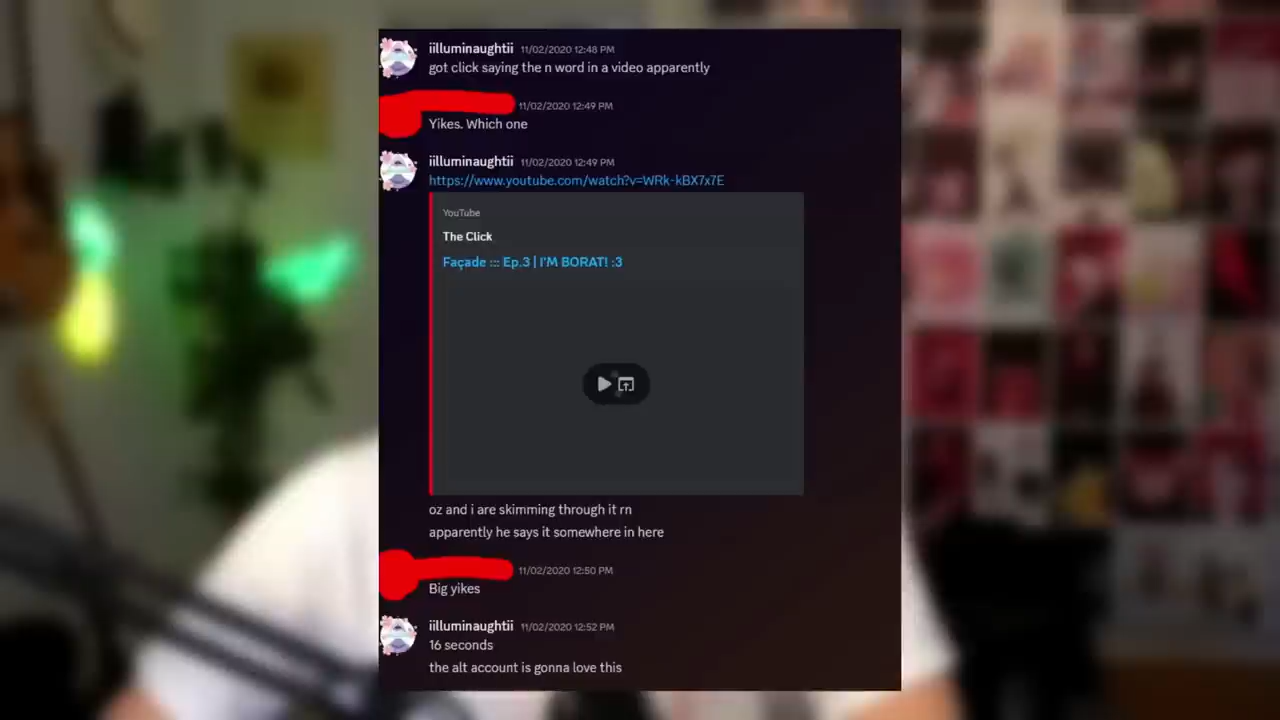 iilluminaughtii 11/02/2020 12:48 PM
got click saying the n word in a video apparently
11/02/2020 12:49 PM
Yikes. Which one
iilluminaughtii 11/02/2020 12:49 PM
https://www.youtube.com/watch?v=WRk-kBX7x7E
YouTube
The Click
Façade ::: Ep.3 | I'M BORAT! :3
oz and i are skimming through it rn
apparently he says it somewhere in here
11/02/2020 12:50 PM
Big yikes
iilluminaughtii 11/02/2020 12:52 PM
16 seconds
the alt account is gonna love this